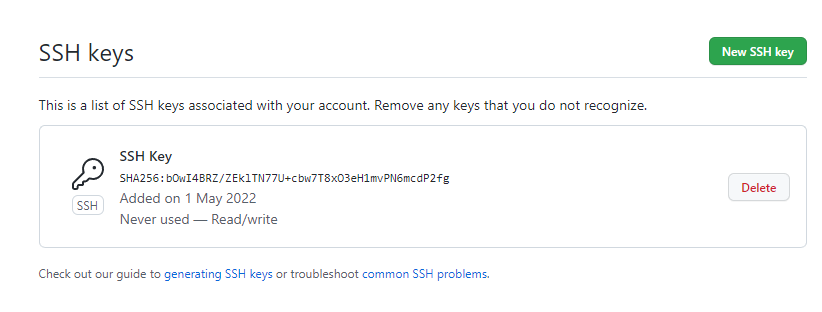 SSH keys
New SSH key
This is a list of SSH keys associated with your account. Remove any keys that you do not recognize.
SSH Key
SHA256:bOwI4BRZ/ZEklTN77U+cbw7T8xO3eH1mvPN6mcdP2fg
SSH
Added on 1 May 2022
Never used — Read/write
Delete
Check out our guide to generating SSH keys or troubleshoot common SSH problems.